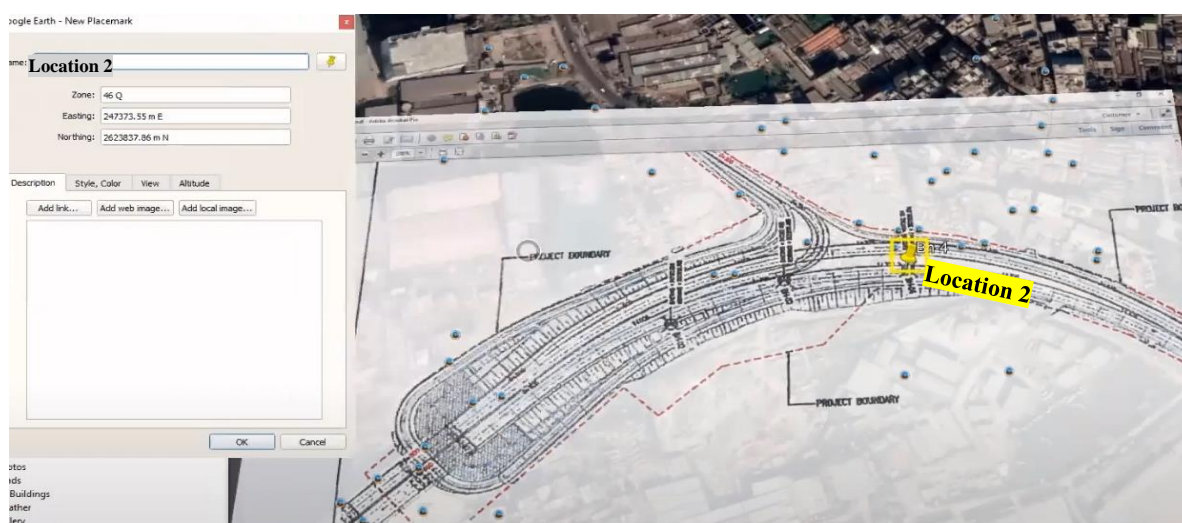 oogle Earth - New Placemark
ame:
Location 2
Zone:
46 Q
Easting:
247373.55 m E
Northing:
2623837.86 m N
Description
Style, Color
View
Altitude
Add link...
Add web image...
Add local image...
OK
Cancel
otos
ads
Buildings
ather
llery
Customize
Tools
Sign
Comment
PROJECT BO
PROJECT BOUNDARY
Location 2
PROJECT BOUNDARY